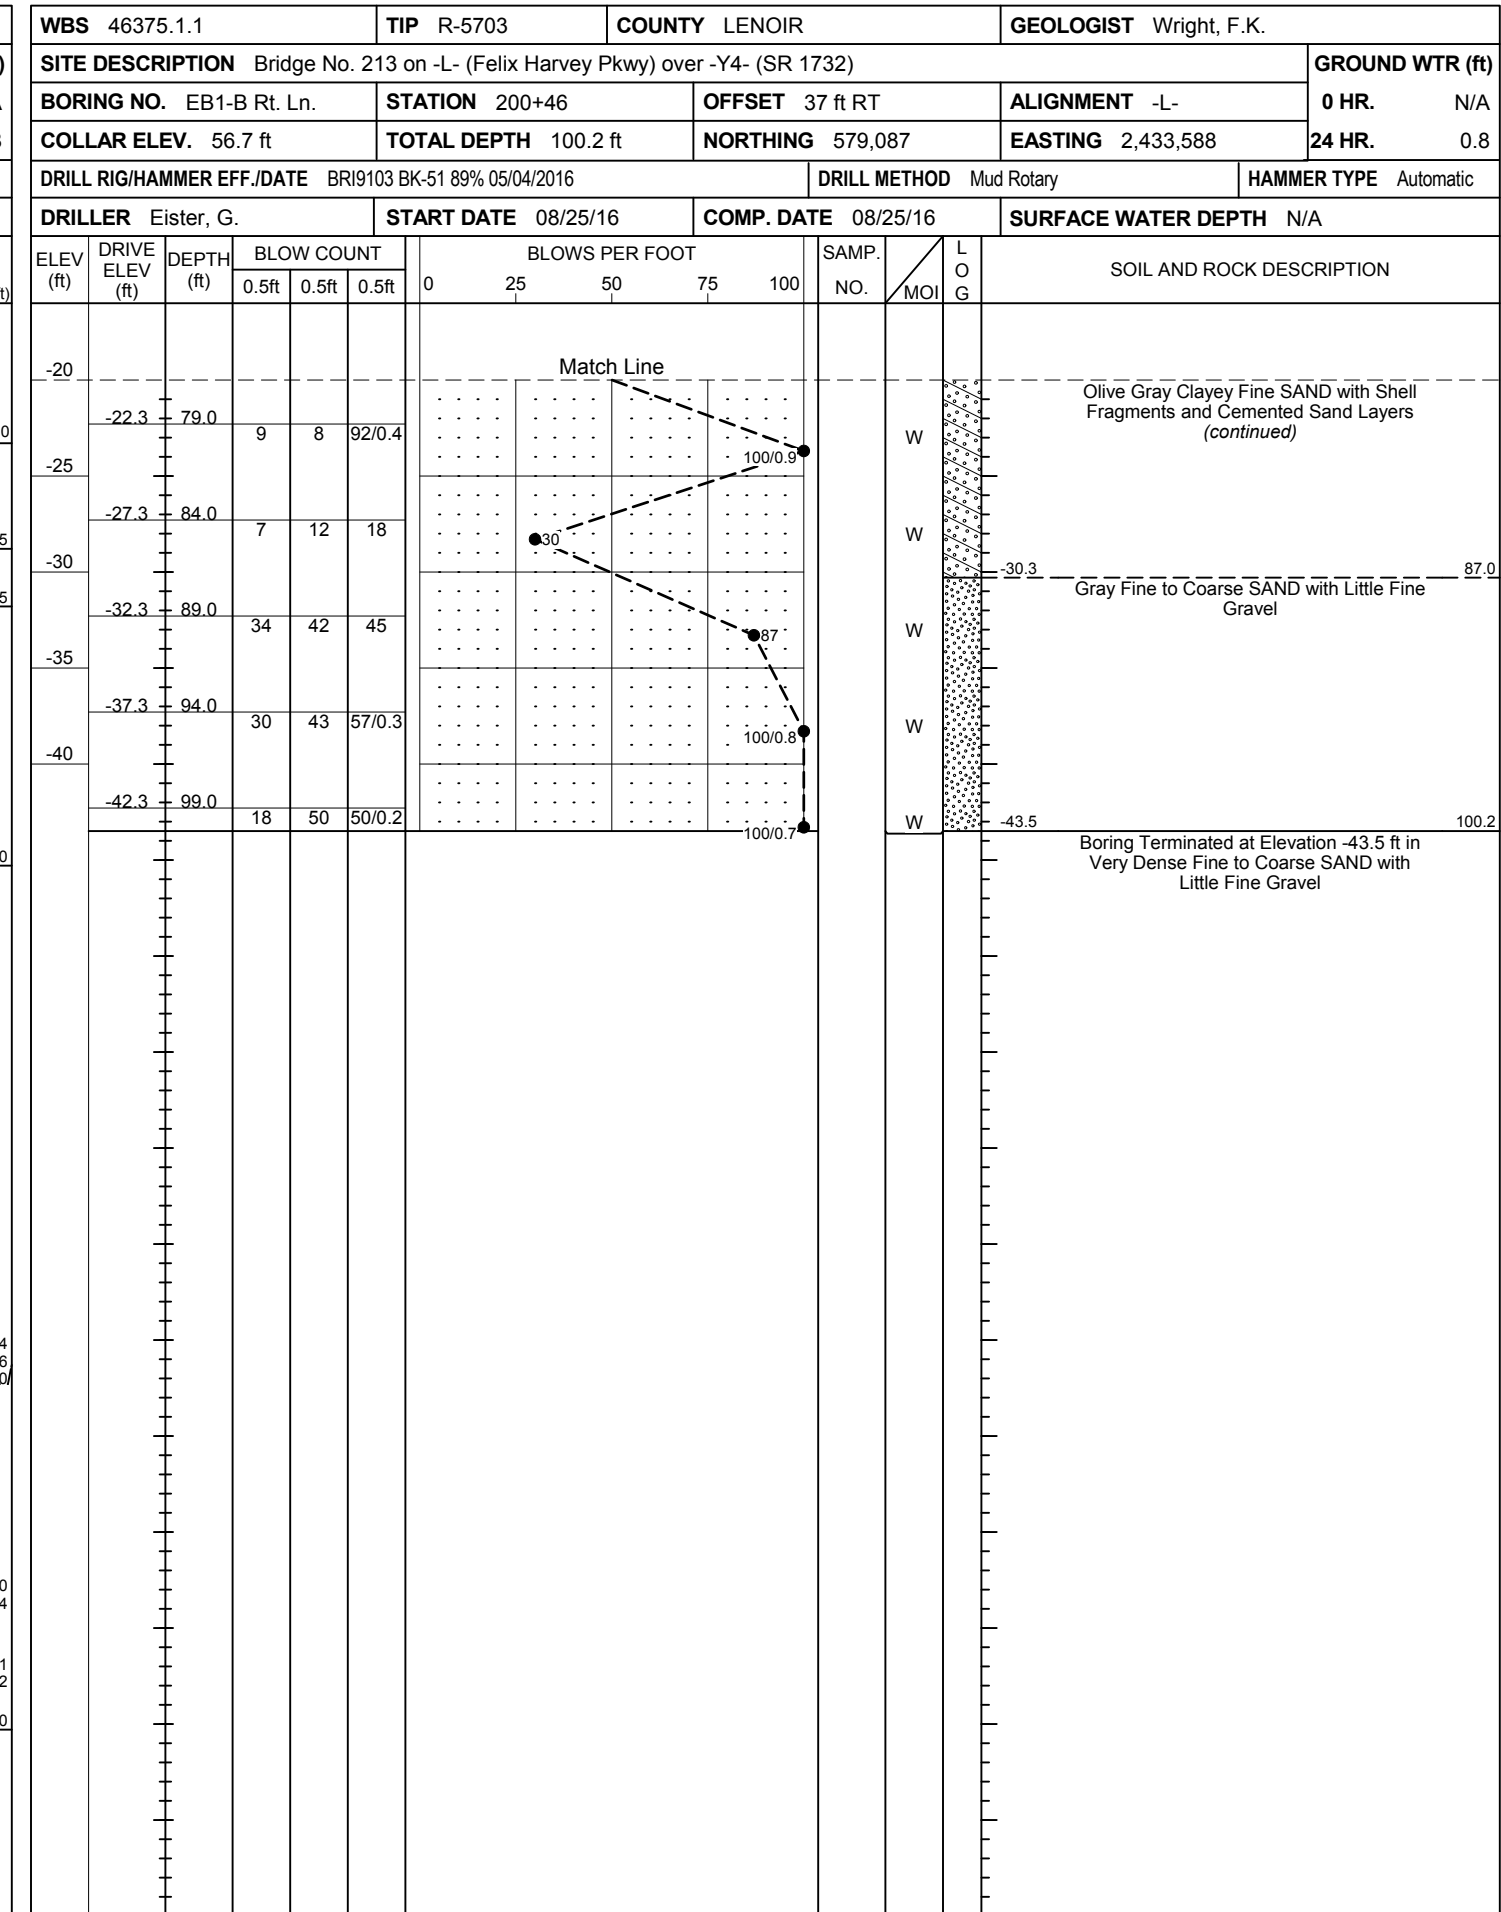 WBS 46375.1.1 TIP R-5703 COUNTY LENOIR GEOLOGIST Wright, F.K.
SITE DESCRIPTION Bridge No. 213 on -L- (Felix Harvey Pkwy) over -Y4- (SR 1732) GROUND WTR (ft)
BORING NO. EB1-B Rt. Ln. STATION 200+46 OFFSET 37 ft RT ALIGNMENT -L- 0 HR. N/A
COLLAR ELEV. 56.7 ft TOTAL DEPTH 100.2 ft NORTHING 579,087 EASTING 2,433,588 24 HR. 0.8
DRILL RIG/HAMMER EFF./DATE BRI9103 BK-51 89% 05/04/2016 DRILL METHOD Mud Rotary HAMMER TYPE Automatic
DRILLER Eister, G. START DATE 08/25/16 COMP. DATE 08/25/16 SURFACE WATER DEPTH N/A
ELEV (ft) DRIVE ELEV (ft) DEPTH (ft) BLOW COUNT BLOWS PER FOOT SAMP. NO. MOI LOG SOIL AND ROCK DESCRIPTION
0.5ft 0.5ft 0.5ft 0 25 50 75 100
Match Line
-20
Olive Gray Clayey Fine SAND with Shell
Fragments and Cemented Sand Layers
(continued)
-22.3 79.0
9 8 92/0.4 W
100/0.9
-25
-27.3 84.0
7 12 18 30 W
-30
-30.3 87.0
Gray Fine to Coarse SAND with Little Fine
Gravel
-32.3 89.0
34 42 45 87 W
-35
-37.3 94.0
30 43 57/0.3 W
100/0.8
-40
-42.3 99.0
18 50 50/0.2 W
100/0.7
-43.5 100.2
Boring Terminated at Elevation -43.5 ft in
Very Dense Fine to Coarse SAND with
Little Fine Gravel